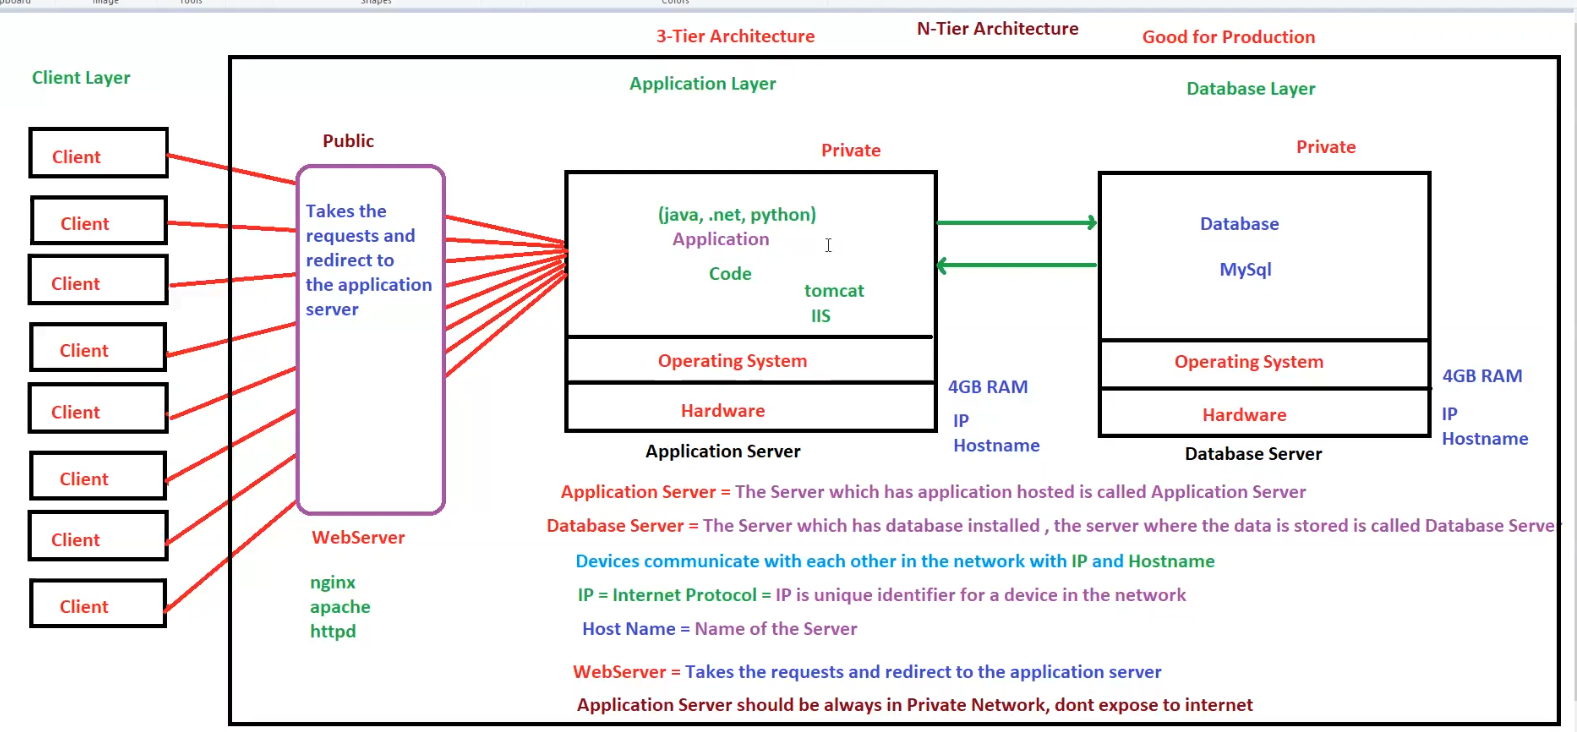 Image
Tools
Shapes
Colors
3-Tier Architecture
N-Tier Architecture
Good for Production
Client Layer
Application Layer
Database Layer
Public
Private
Private
Client
Client
Client
Client
Client
Client
Client
Client
Takes the
requests and
redirect to
the application
server
WebServer
nginx
apache
httpd
(java, .net, python)
Application
Code
tomcat
IIS
Operating System
Hardware
Application Server
4GB RAM
IP
Hostname
Database
MySql
Operating System
Hardware
Database Server
4GB RAM
IP
Hostname
Application Server = The Server which has application hosted is called Application Server
Database Server = The Server which has database installed , the server where the data is stored is called Database Server
Devices communicate with each other in the network with IP and Hostname
IP = Internet Protocol = IP is unique identifier for a device in the network
Host Name = Name of the Server
WebServer = Takes the requests and redirect to the application server
Application Server should be always in Private Network, dont expose to internet